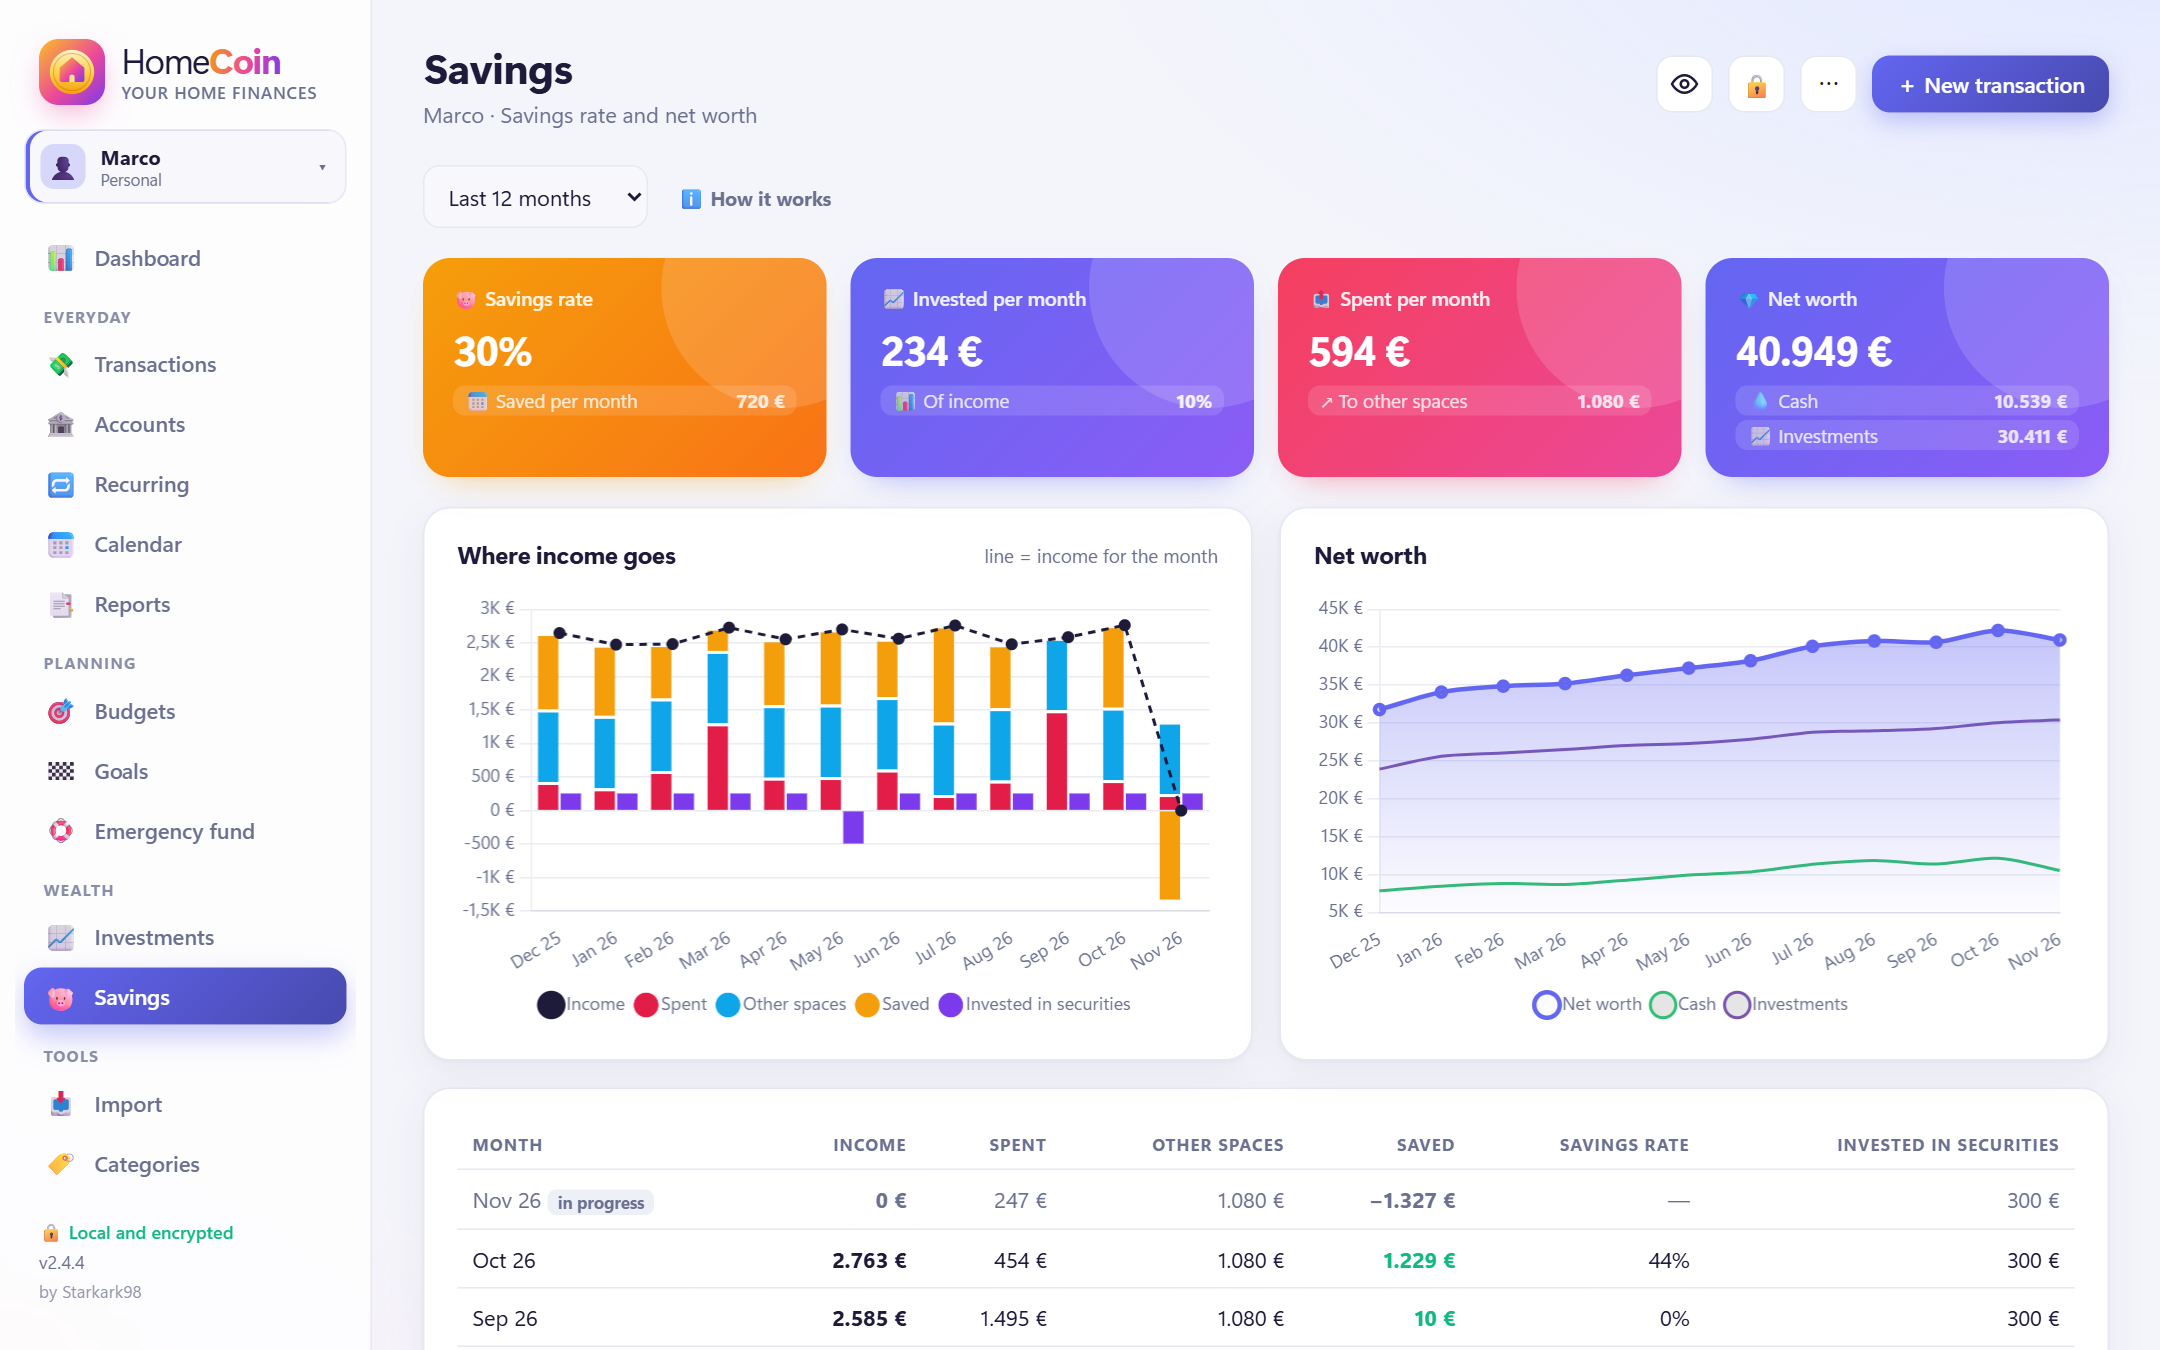 HomeCoin
YOUR HOME FINANCES
Marco
Personal
Dashboard
EVERYDAY
Transactions
Accounts
Recurring
Calendar
Reports
PLANNING
Budgets
Goals
Emergency fund
WEALTH
Investments
Savings
TOOLS
Import
Categories
Local and encrypted
v2.4.4
by Starkark98
Savings
Marco · Savings rate and net worth
+ New transaction
Last 12 months
How it works
Savings rate
30%
Saved per month 720 €
Invested per month
234 €
Of income 10%
Spent per month
594 €
↗ To other spaces 1.080 €
Net worth
40.949 €
Cash 10.539 €
Investments 30.411 €
Where income goes
line = income for the month
3K €
2,5K €
2K €
1,5K €
1K €
500 €
0 €
-500 €
-1K €
-1,5K €
Dec 25 Jan 26 Feb 26 Mar 26 Apr 26 May 26 Jun 26 Jul 26 Aug 26 Sep 26 Oct 26 Nov 26
Income Spent Other spaces Saved Invested in securities
Net worth
45K €
40K €
35K €
30K €
25K €
20K €
15K €
10K €
5K €
Dec 25 Jan 26 Feb 26 Mar 26 Apr 26 May 26 Jun 26 Jul 26 Aug 26 Sep 26 Oct 26 Nov 26
Net worth Cash Investments
MONTH INCOME SPENT OTHER SPACES SAVED SAVINGS RATE INVESTED IN SECURITIES
Nov 26 in progress 0 € 247 € 1.080 € −1.327 € — 300 €
Oct 26 2.763 € 454 € 1.080 € 1.229 € 44% 300 €
Sep 26 2.585 € 1.495 € 1.080 € 10 € 0% 300 €